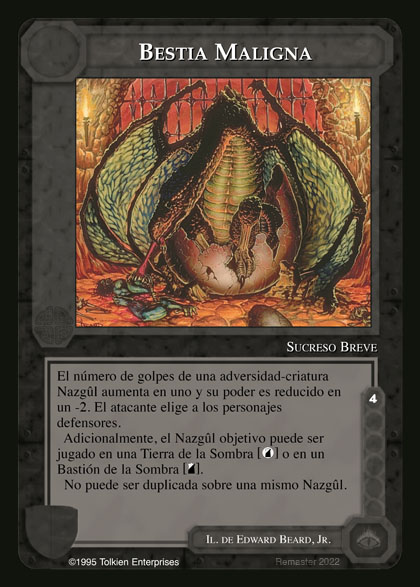 BESTIA MALIGNA
SUCRESO BREVE
El número de golpes de una adversidad-criatura
Nazgûl aumenta en uno y su poder es reducido en
un -2. El atacante elige a los personajes
defensores.
Adicionalmente, el Nazgûl objetivo puede ser
jugado en una Tierra de la Sombra [] o en un
Bastión de la Sombra [].
No puede ser duplicada sobre una mismo Nazgûl.
4
IL. DE EDWARD BEARD, JR.
©1995 Tolkien Enterprises
Remaster 2022